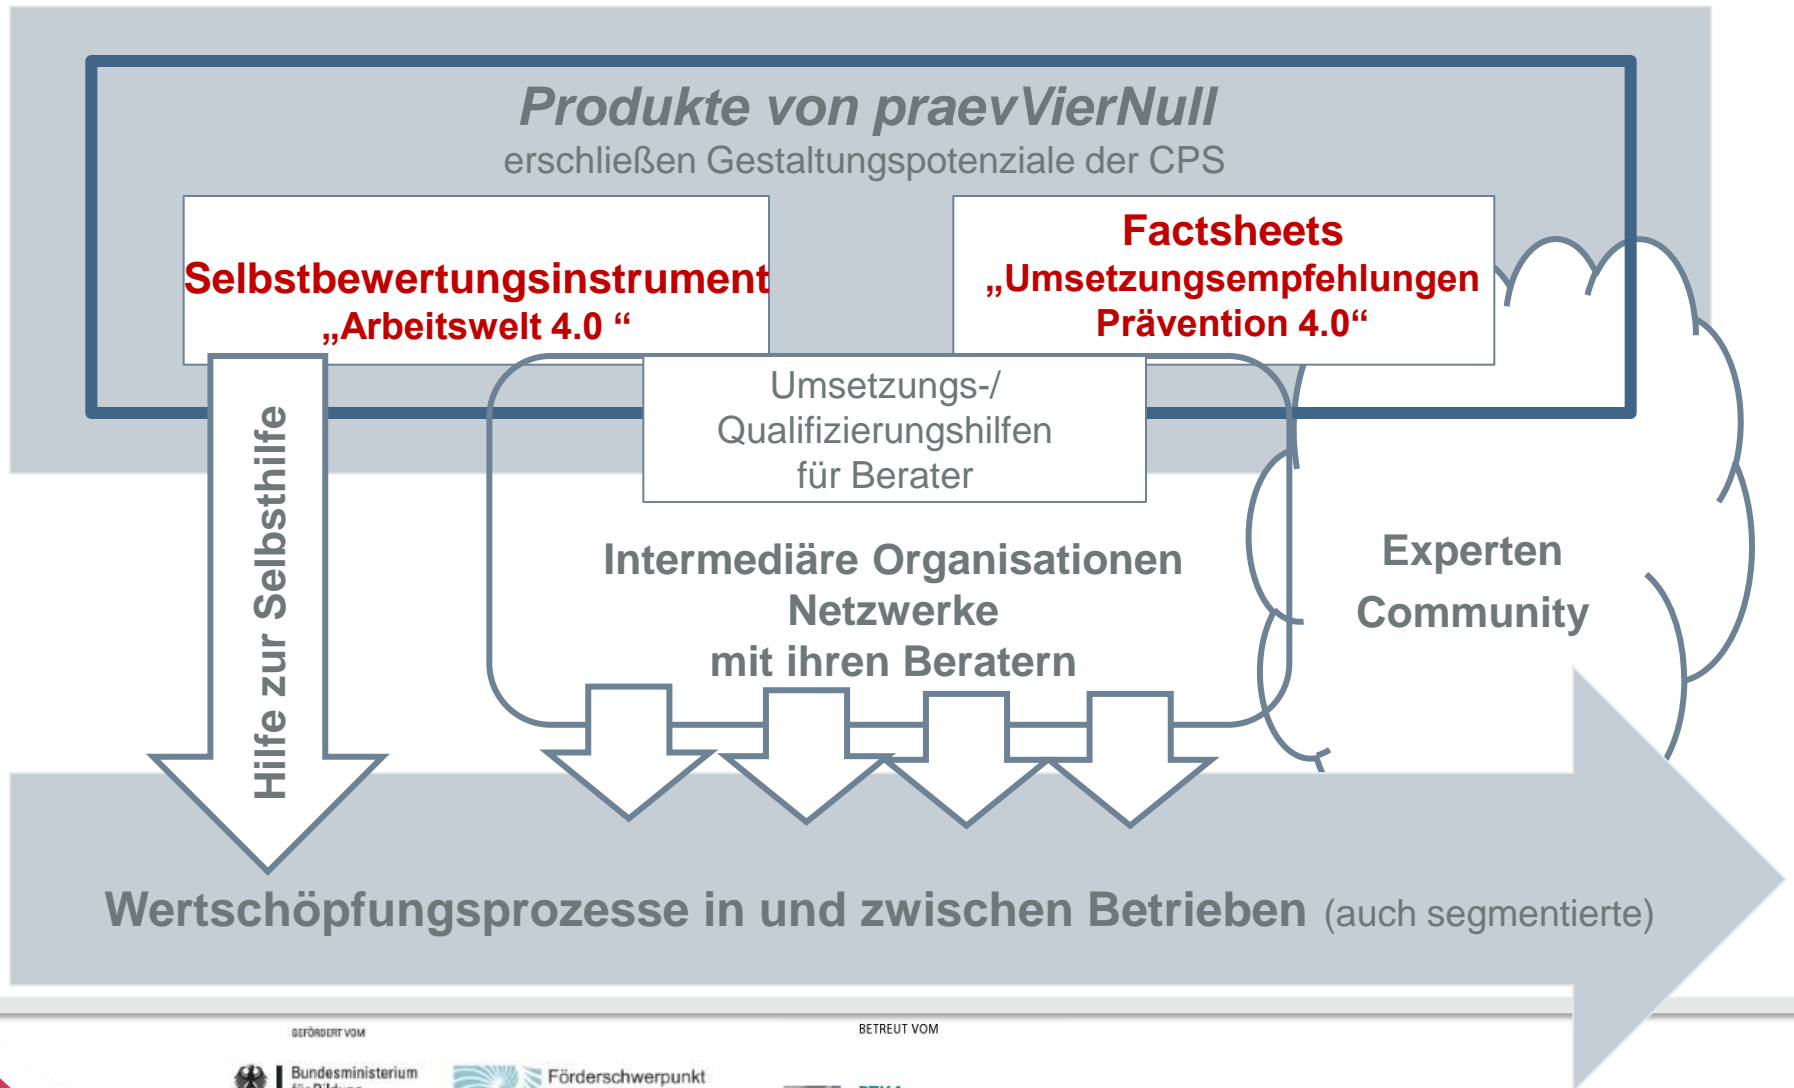 Produkte von praevVierNull
erschließen Gestaltungspotenziale der CPS
Selbstbewertungsinstrument
„Arbeitswelt 4.0 “
Factsheets
„Umsetzungsempfehlungen
Prävention 4.0“
Umsetzungs-/
Qualifizierungshilfen
für Berater
Hilfe zur Selbsthilfe
Intermediäre Organisationen
Netzwerke
mit ihren Beratern
Experten
Community
Wertschöpfungsprozesse in und zwischen Betrieben (auch segmentierte)
GEFÖRDERT VOM
BETREUT VOM
Bundesministerium
für Bildung
Förderschwerpunkt